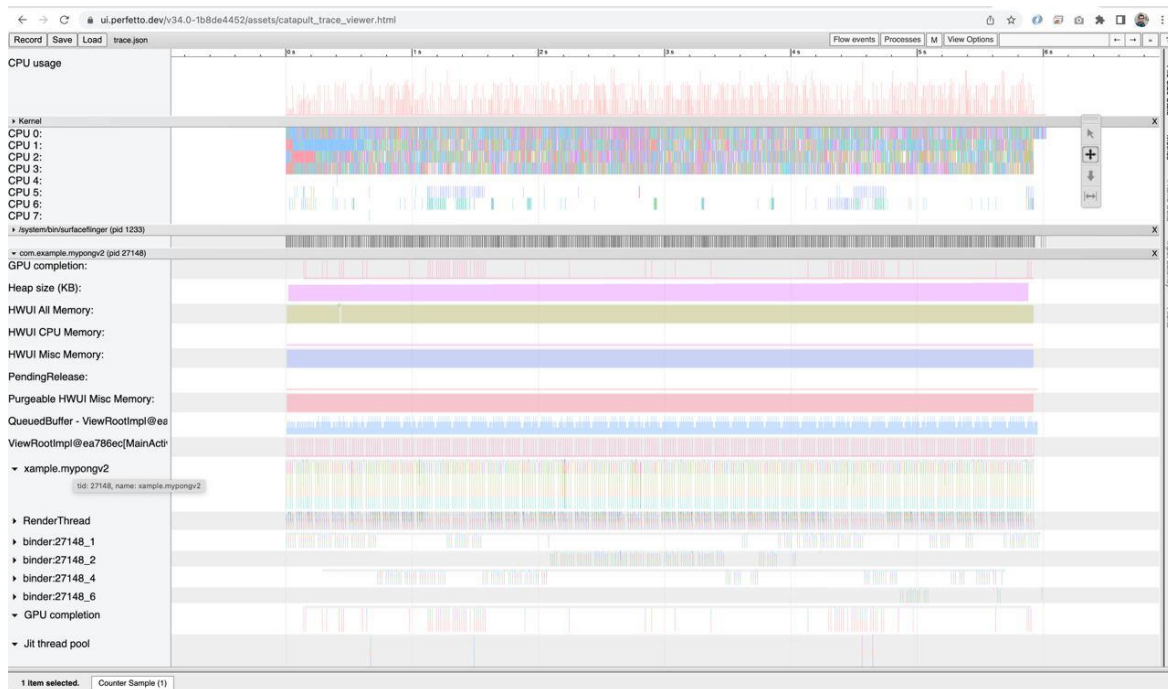 ui.perfetto.dev/v34.0-1b8de4452/assets/catapult_trace_viewer.html
Record Save Load trace.json Flow events Processes M View Options ← → »
0 s 1 s 2 s 3 s 4 s 5 s 6 s
CPU usage
Kernel X
CPU 0:
CPU 1:
CPU 2:
CPU 3:
CPU 4:
CPU 5:
CPU 6:
CPU 7:
/system/bin/surfaceflinger (pid 1233) X
com.example.mypongv2 (pid 27148) X
GPU completion:
Heap size (KB):
HWUI All Memory:
HWUI CPU Memory:
HWUI Misc Memory:
PendingRelease:
Purgeable HWUI Misc Memory:
QueuedBuffer - ViewRootImpl@ea
ViewRootImpl@ea786ec[MainActi
xample.mypongv2
tid: 27148, name: xample.mypongv2
RenderThread
binder:27148_1
binder:27148_2
binder:27148_4
binder:27148_6
GPU completion
Jit thread pool
1 item selected. Counter Sample (1)